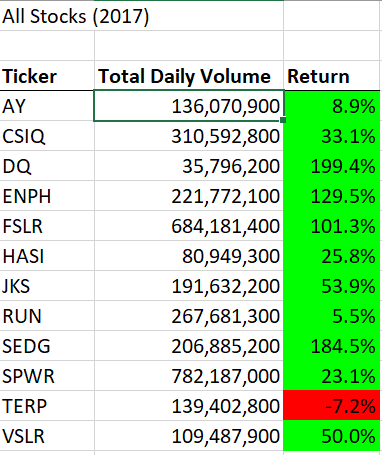 All Stocks (2017)
Ticker Total Daily Volume Return
AY 136,070,900 8.9%
CSIQ 310,592,800 33.1%
DQ 35,796,200 199.4%
ENPH 221,772,100 129.5%
FSLR 684,181,400 101.3%
HASI 80,949,300 25.8%
JKS 191,632,200 53.9%
RUN 267,681,300 5.5%
SEDG 206,885,200 184.5%
SPWR 782,187,000 23.1%
TERP 139,402,800 -7.2%
VSLR 109,487,900 50.0%